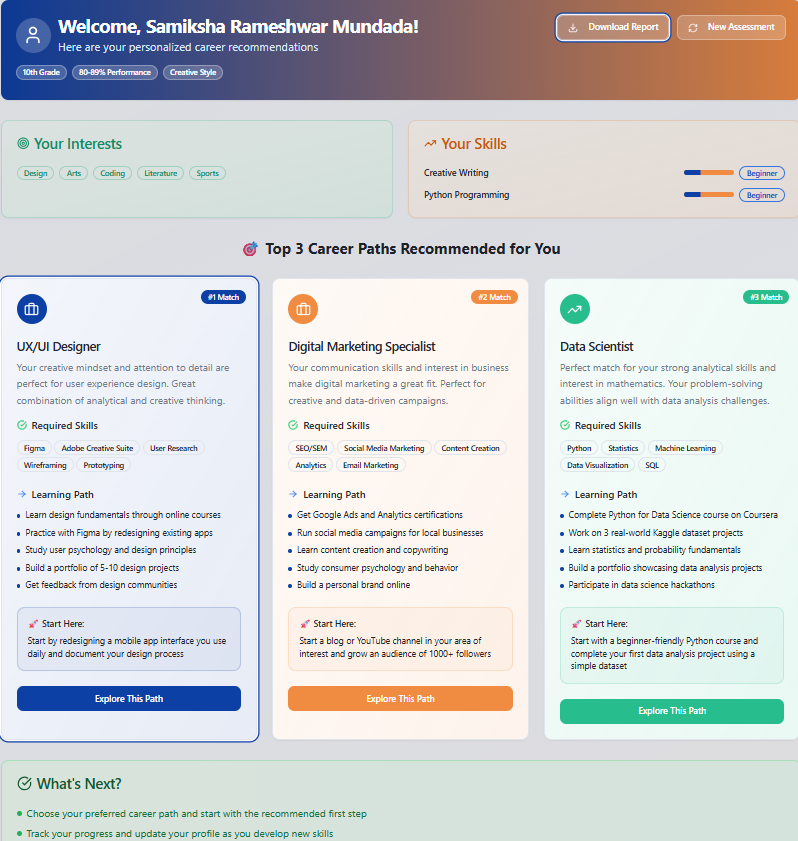 Welcome, Samiksha Rameshwar Mundada!
Here are your personalized career recommendations
Download Report
New Assessment
10th Grade
80-89% Performance
Creative Style
Your Interests
Design
Arts
Coding
Literature
Sports
Your Skills
Creative Writing
Beginner
Python Programming
Beginner
Top 3 Career Paths Recommended for You
#1 Match
UX/UI Designer
Your creative mindset and attention to detail are
perfect for user experience design. Great
combination of analytical and creative thinking.
Required Skills
Figma
Adobe Creative Suite
User Research
Wireframing
Prototyping
Learning Path
Learn design fundamentals through online courses
Practice with Figma by redesigning existing apps
Study user psychology and design principles
Build a portfolio of 5-10 design projects
Get feedback from design communities
Start Here:
Start by redesigning a mobile app interface you use
daily and document your design process
Explore This Path
#2 Match
Digital Marketing Specialist
Your communication skills and interest in business
make digital marketing a great fit. Perfect for
creative and data-driven campaigns.
Required Skills
SEO/SEM
Social Media Marketing
Content Creation
Analytics
Email Marketing
Learning Path
Get Google Ads and Analytics certifications
Run social media campaigns for local businesses
Learn content creation and copywriting
Study consumer psychology and behavior
Build a personal brand online
Start Here:
Start a blog or YouTube channel in your area of
interest and grow an audience of 1000+ followers
Explore This Path
#3 Match
Data Scientist
Perfect match for your strong analytical skills and
interest in mathematics. Your problem-solving
abilities align well with data analysis challenges.
Required Skills
Python
Statistics
Machine Learning
Data Visualization
SQL
Learning Path
Complete Python for Data Science course on Coursera
Work on 3 real-world Kaggle dataset projects
Learn statistics and probability fundamentals
Build a portfolio showcasing data analysis projects
Participate in data science hackathons
Start Here:
Start with a beginner-friendly Python course and
complete your first data analysis project using a
simple dataset
Explore This Path
What's Next?
Choose your preferred career path and start with the recommended first step
Track your progress and update your profile as you develop new skills